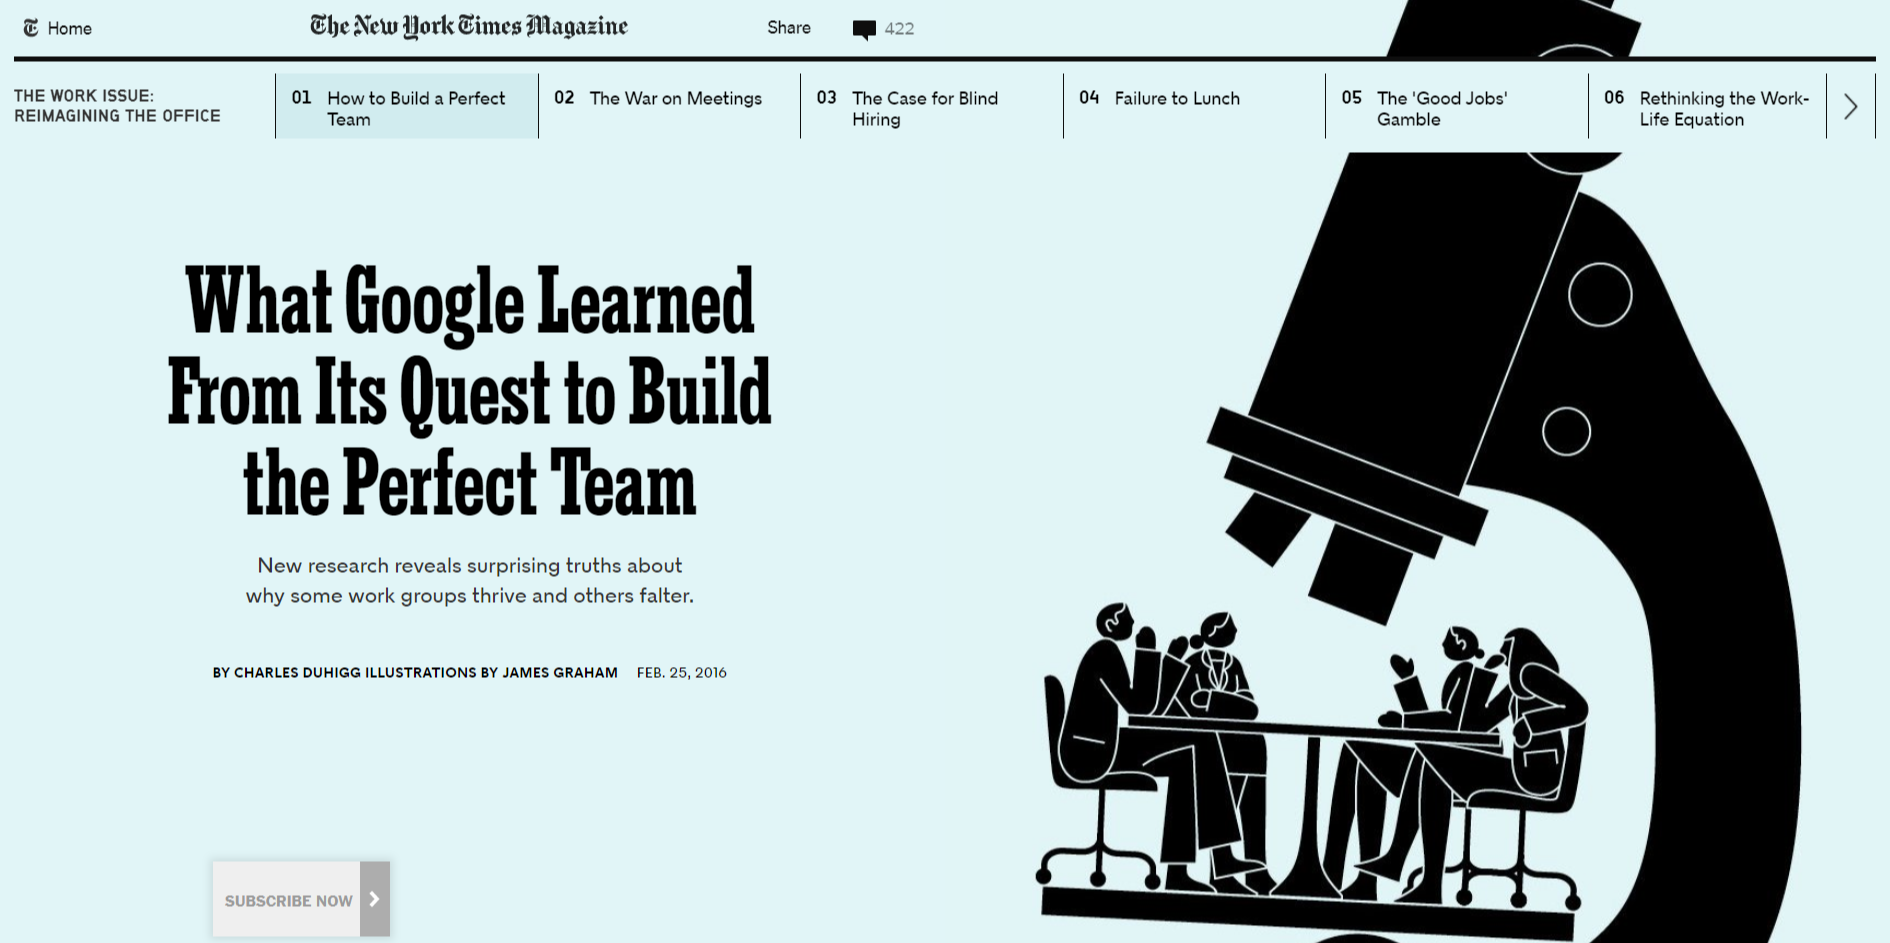 Home
The New York Times Magazine
Share
422
THE WORK ISSUE:
REIMAGINING THE OFFICE
01 How to Build a Perfect
Team
02 The War on Meetings
03 The Case for Blind
Hiring
04 Failure to Lunch
05 The 'Good Jobs'
Gamble
06 Rethinking the Work-
Life Equation
What Google Learned
From Its Quest to Build
the Perfect Team
New research reveals surprising truths about
why some work groups thrive and others falter.
BY CHARLES DUHIGG ILLUSTRATIONS BY JAMES GRAHAM FEB. 25, 2016
SUBSCRIBE NOW